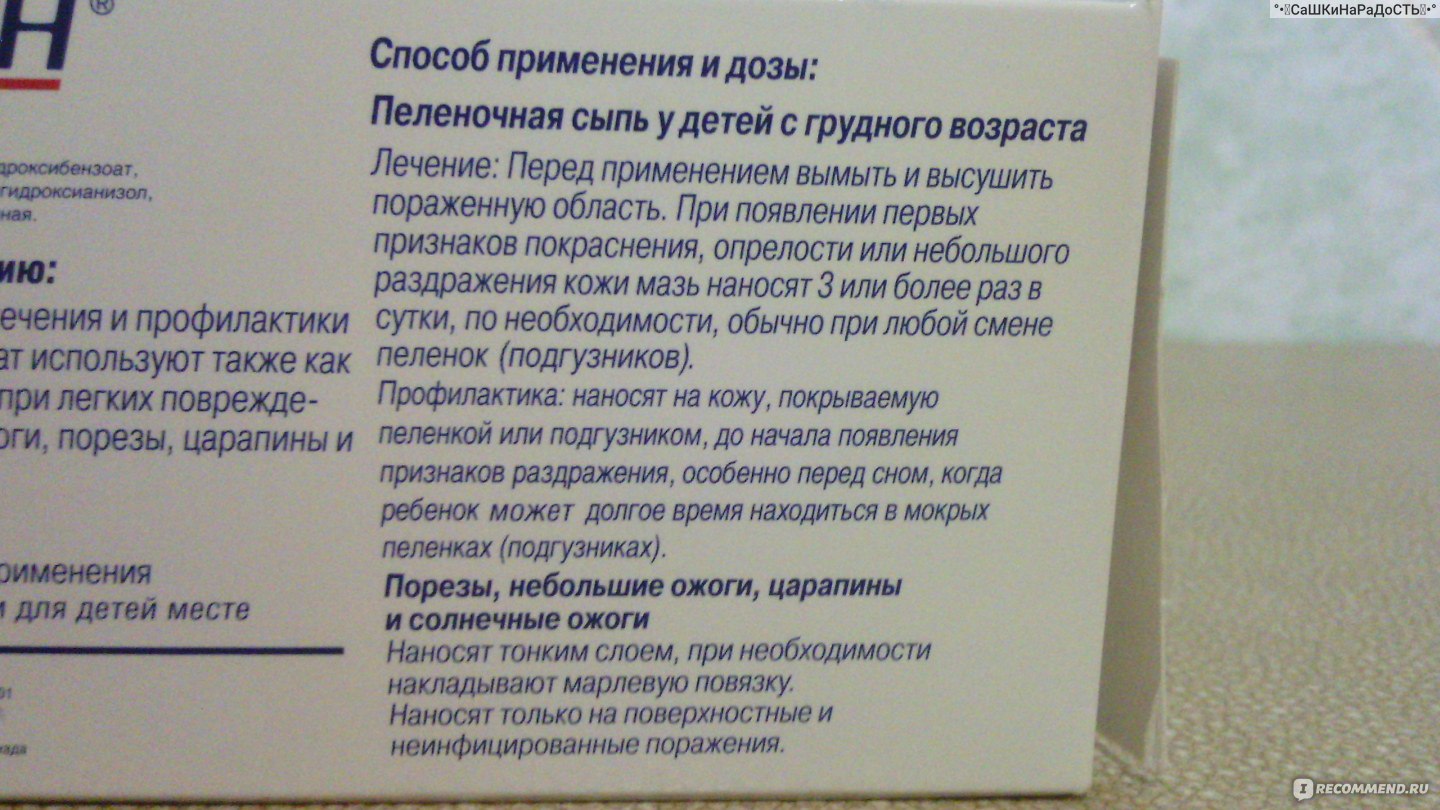 Н®
дроксибензоат,
гидроксианизол,
ная.
ию:
ечения и профилактики
ат используют также как
при легких поврежде-
оги, порезы, царапины и
рименения
и для детей месте
Способ применения и дозы:
Пеленочная сыпь у детей с грудного возраста
Лечение: Перед применением вымыть и высушить
пораженную область. При появлении первых
признаков покраснения, опрелости или небольшого
раздражения кожи мазь наносят 3 или более раз в
сутки, по необходимости, обычно при любой смене
пеленок (подгузников).
Профилактика: наносят на кожу, покрываемую
пеленкой или подгузником, до начала появления
признаков раздражения, особенно перед сном, когда
ребенок может долгое время находиться в мокрых
пеленках (подгузниках).
Порезы, небольшие ожоги, царапины
и солнечные ожоги
Наносят тонким слоем, при необходимости
накладывают марлевую повязку.
Наносят только на поверхностные и
неинфицированные поражения.
СаШКиНаРаДоСТЬ
IRECOMMEND.RU